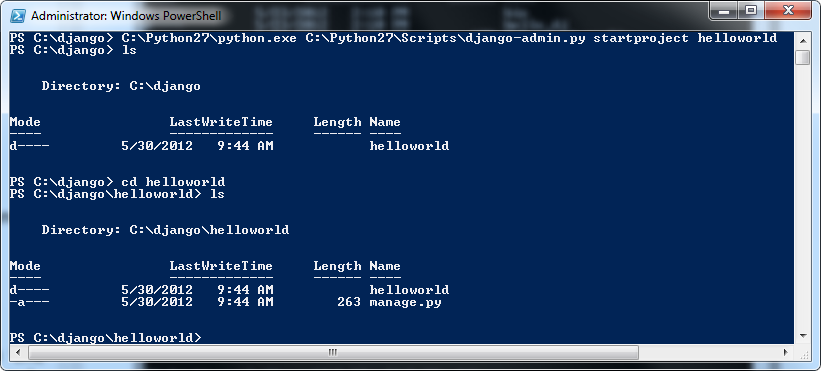 Administrator: Windows PowerShell
PS C:\django> C:\Python27\python.exe C:\Python27\Scripts\django-admin.py startproject helloworld
PS C:\django> ls
Directory: C:\django
Mode LastWriteTime Length Name
---- ------------- ------ ----
d---- 5/30/2012 9:44 AM helloworld
PS C:\django> cd helloworld
PS C:\django\helloworld> ls
Directory: C:\django\helloworld
Mode LastWriteTime Length Name
---- ------------- ------ ----
d---- 5/30/2012 9:44 AM helloworld
-a--- 5/30/2012 9:44 AM 263 manage.py
PS C:\django\helloworld>